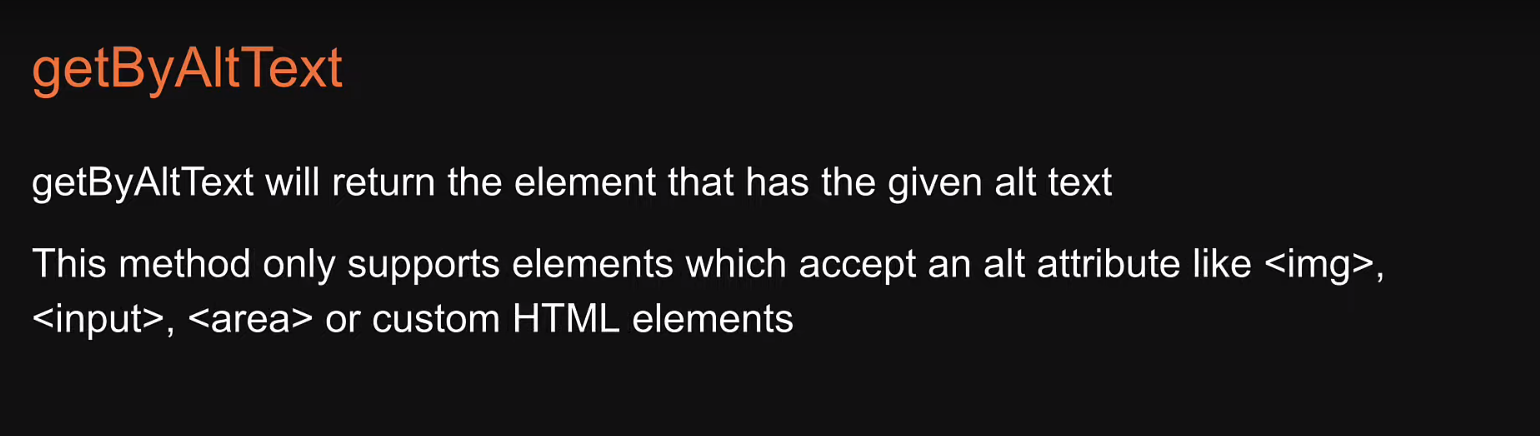 getByAltText
getByAltText will return the element that has the given alt text
This method only supports elements which accept an alt attribute like <img>,
<input>, <area> or custom HTML elements